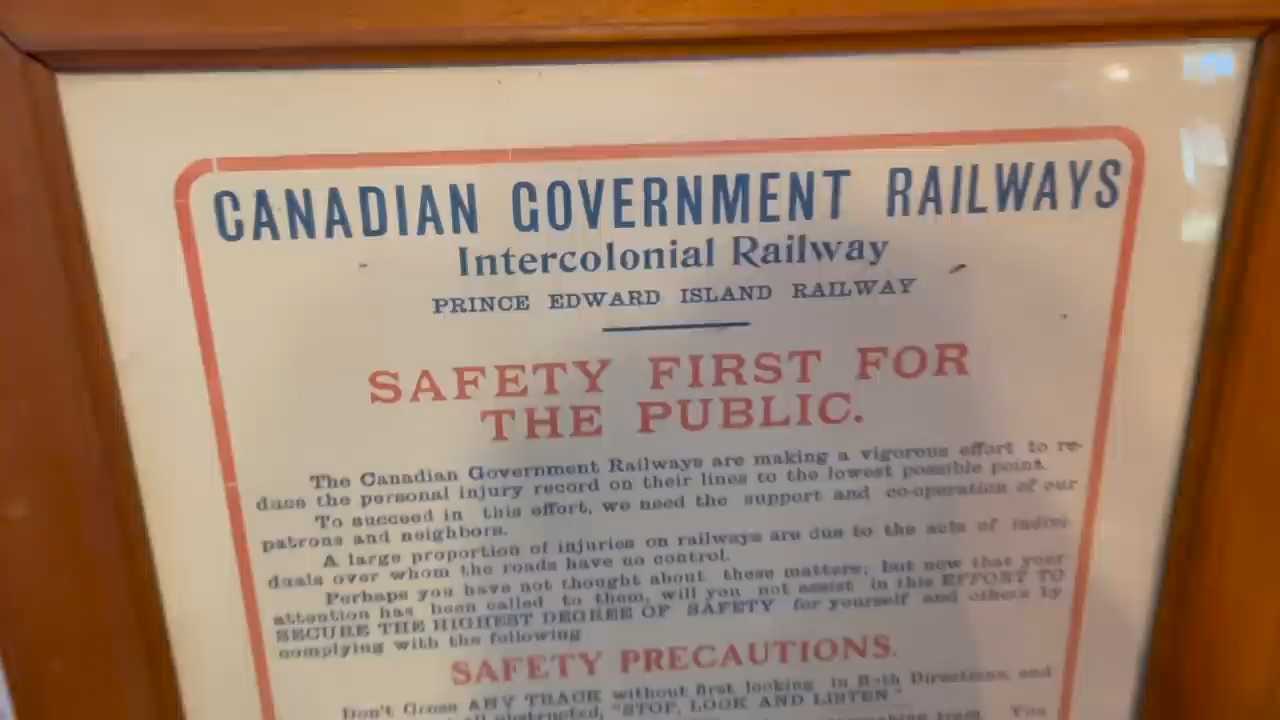 CANADIAN GOVERNMENT RAILWAYS
Intercolonial Railway
PRINCE EDWARD ISLAND RAILWAY
SAFETY FIRST FOR
THE PUBLIC.
The Canadian Government Railways are making a vigorous effort to re-
duce the personal injury record on their lines to the lowest possible point.
To succeed in this effort, we need the support and co-operation of our
patrons and neighbors.
A large proportion of injuries on railways are due to the acts of indivi-
duals over whom the roads have no control.
Perhaps you have not thought about these matters; but now that your
attention has been called to them, will you not assist in this EFFORT TO
SECURE THE HIGHEST DEGREE OF SAFETY for yourself and others by
complying with the following
SAFETY PRECAUTIONS.
Don't Cross ANY TRACK without first looking in Both Directions, and
obstructed, "STOP, LOOK AND LISTEN"
train. You